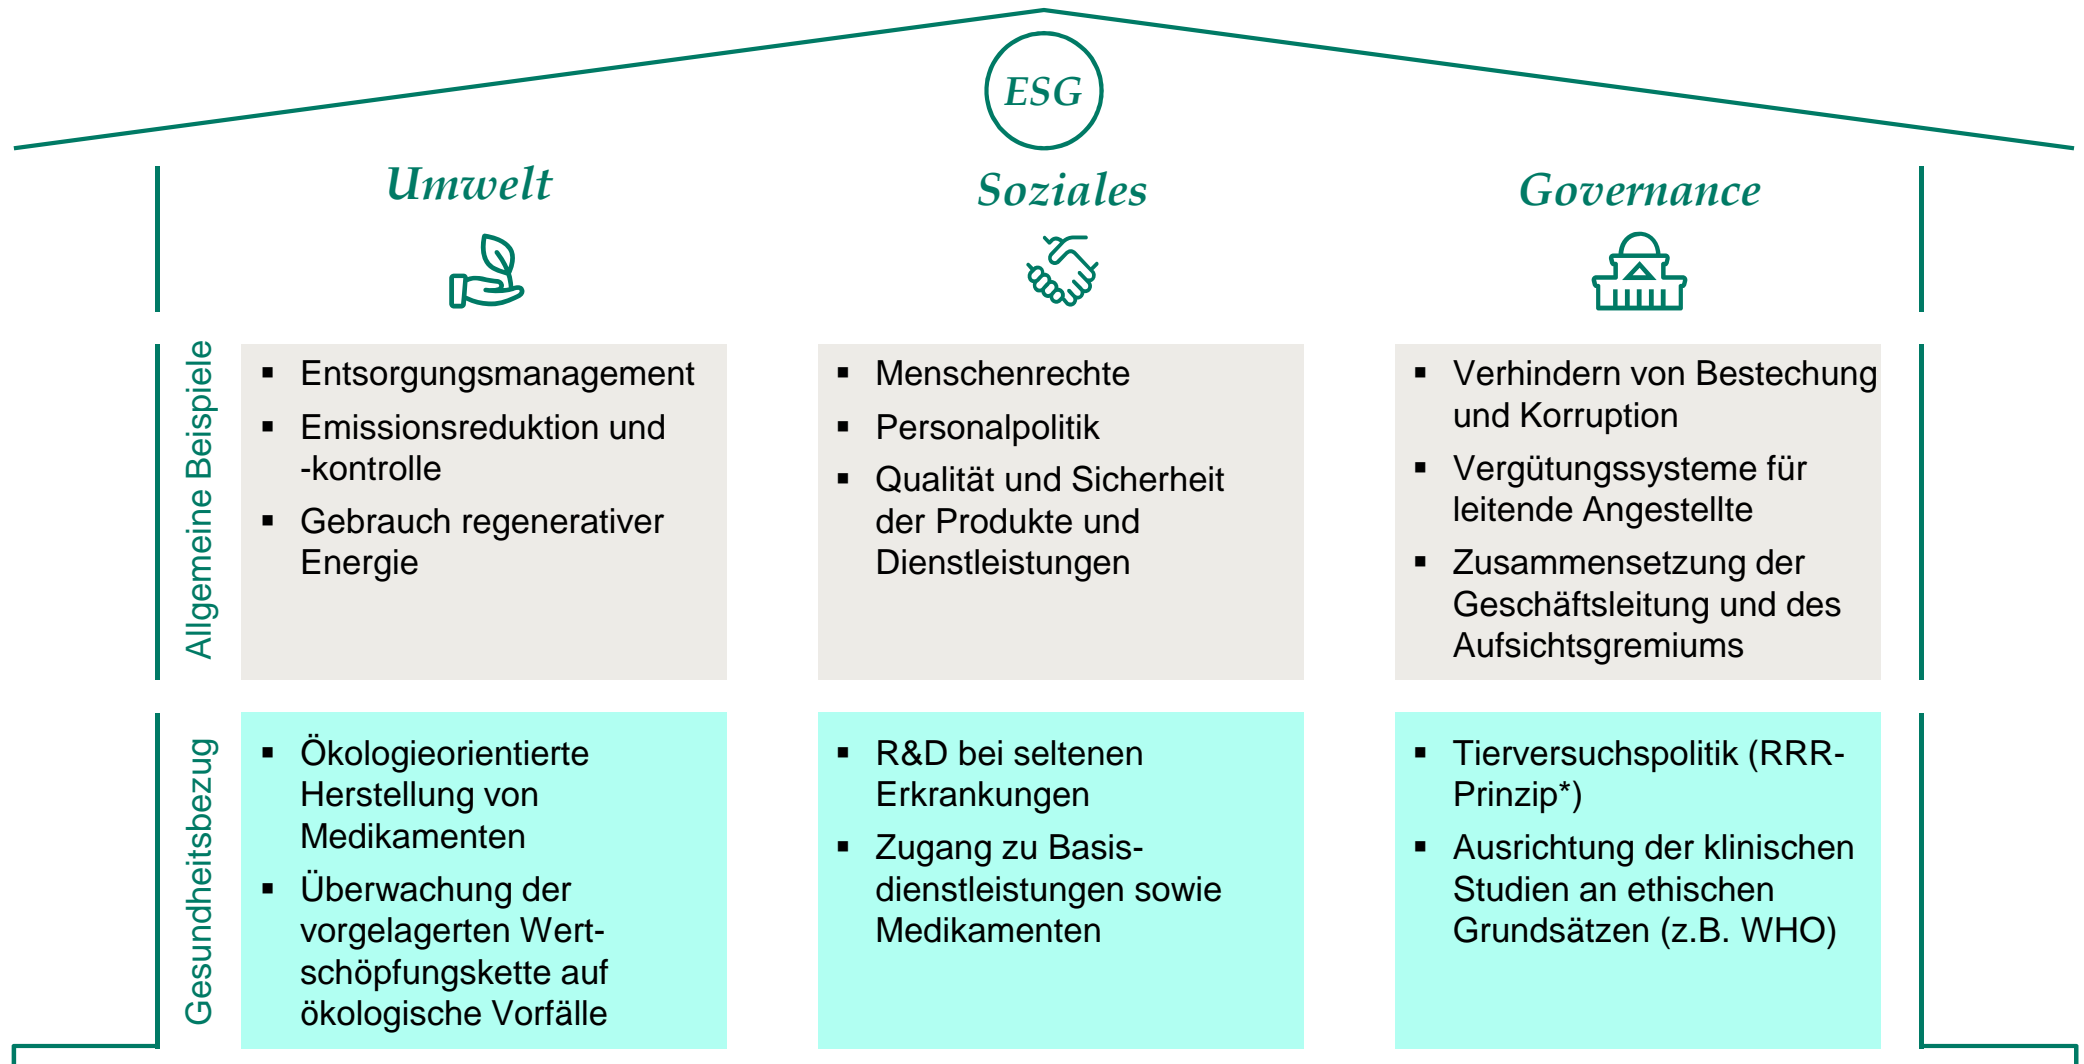 ESG
Umwelt
Soziales
Governance
Allgemeine Beispiele
▪ Entsorgungsmanagement
▪ Emissionsreduktion und
-kontrolle
▪ Gebrauch regenerativer
Energie
▪ Menschenrechte
▪ Personalpolitik
▪ Qualität und Sicherheit
der Produkte und
Dienstleistungen
▪ Verhindern von Bestechung
und Korruption
▪ Vergütungssysteme für
leitende Angestellte
▪ Zusammensetzung der
Geschäftsleitung und des
Aufsichtsgremiums
Gesundheitsbezug
▪ Ökologieorientierte
Herstellung von
Medikamenten
▪ Überwachung der
vorgelagerten Wert-
schöpfungskette auf
ökologische Vorfälle
▪ R&D bei seltenen
Erkrankungen
▪ Zugang zu Basis-
dienstleistungen sowie
Medikamenten
▪ Tierversuchspolitik (RRR-
Prinzip*)
▪ Ausrichtung der klinischen
Studien an ethischen
Grundsätzen (z.B. WHO)